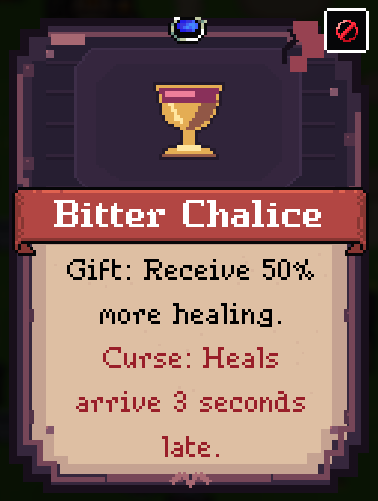 Bitter Chalice
Gift: Receive 50%
more healing.
Curse: Heals
arrive 3 seconds
late.